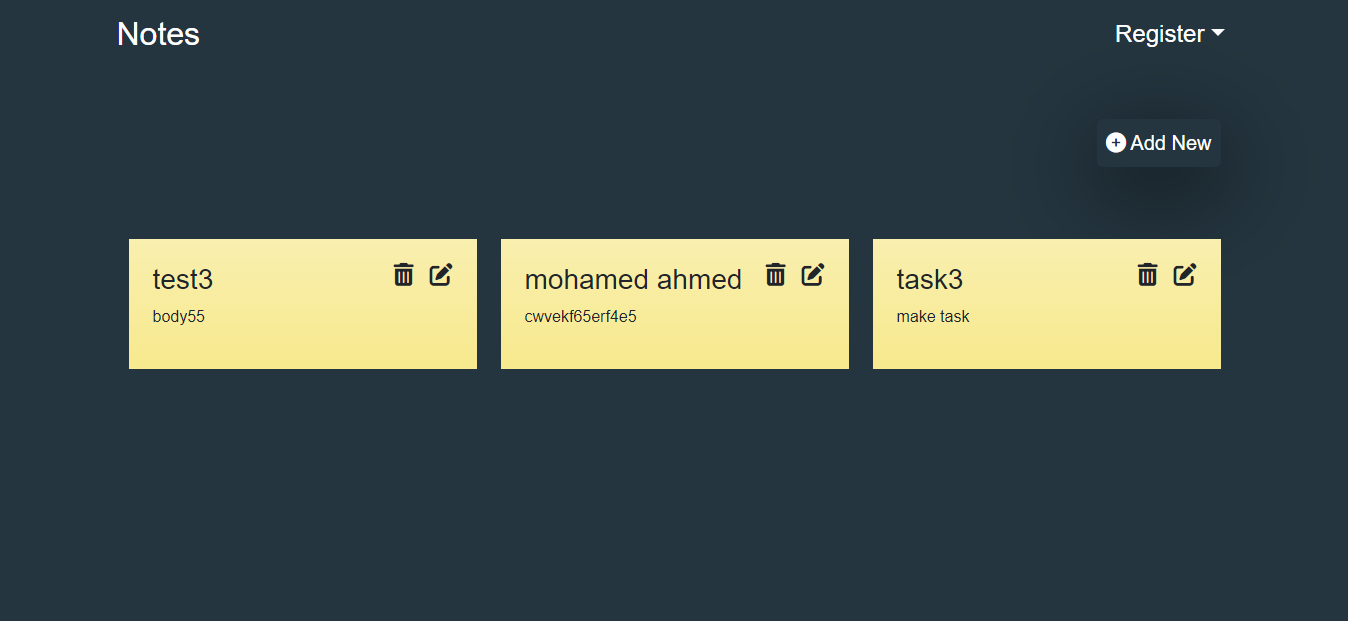 Notes
Register
Add New
test3
body55
mohamed ahmed
cwvekf65erf4e5
task3
make task